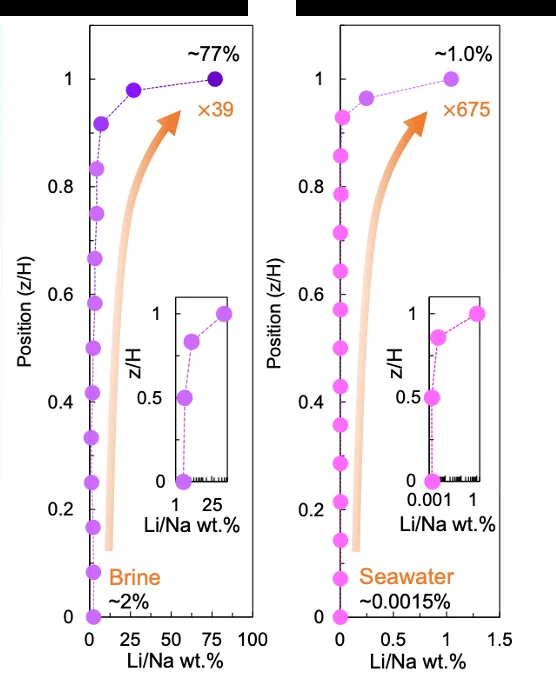 ~77%
×39
1
0.8
0.6
0.4
0.2
0
Position (z/H)
z/H
1
0.5
0
1 25
Li/Na wt.%
Brine
~2%
0 25 50 75 100
Li/Na wt.%
~1.0%
×675
1
0.8
0.6
0.4
0.2
0
Position (z/H)
z/H
1
0.5
0
0.001 1
Li/Na wt.%
Seawater
~0.0015%
0 0.5 1.0 1.5
Li/Na wt.%